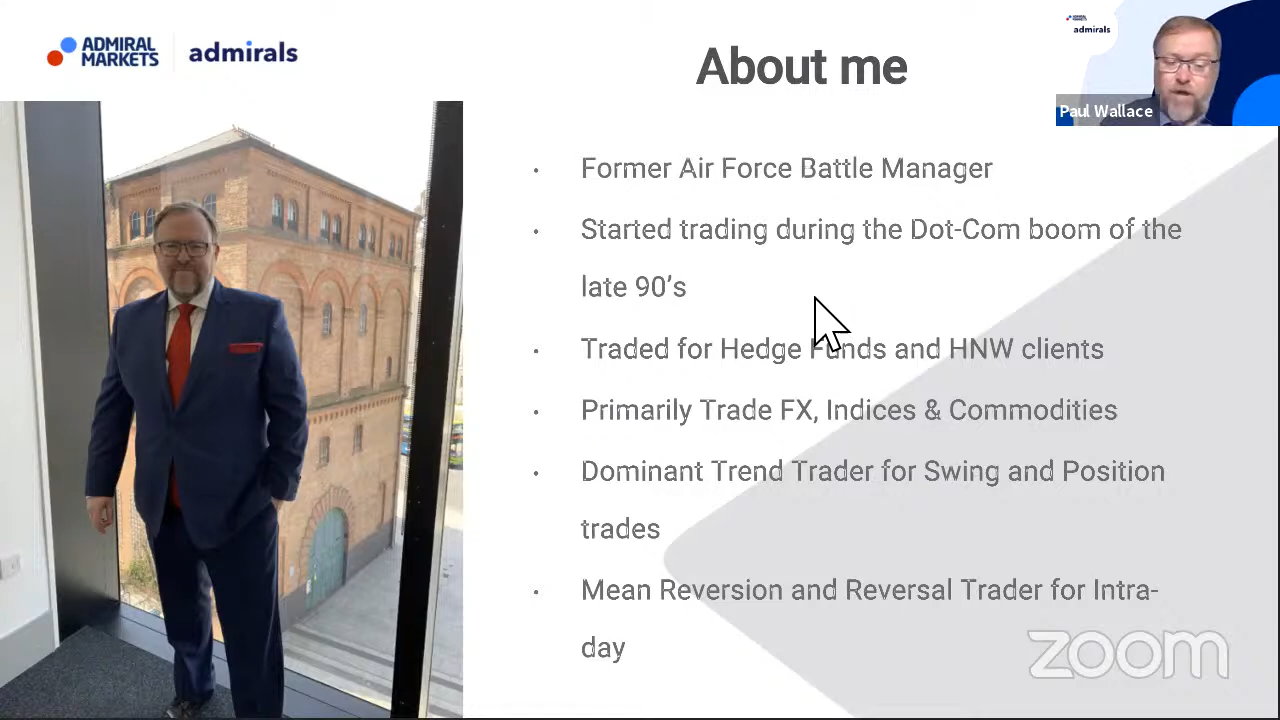 ADMIRAL
MARKETS
admirals
About me
admirals
Paul Wallace
Former Air Force Battle Manager
Started trading during the Dot-Com boom of the
late 90’s
Traded for Hedge Funds and HNW clients
Primarily Trade FX, Indices & Commodities
Dominant Trend Trader for Swing and Position
trades
Mean Reversion and Reversal Trader for Intra-
day
zoom